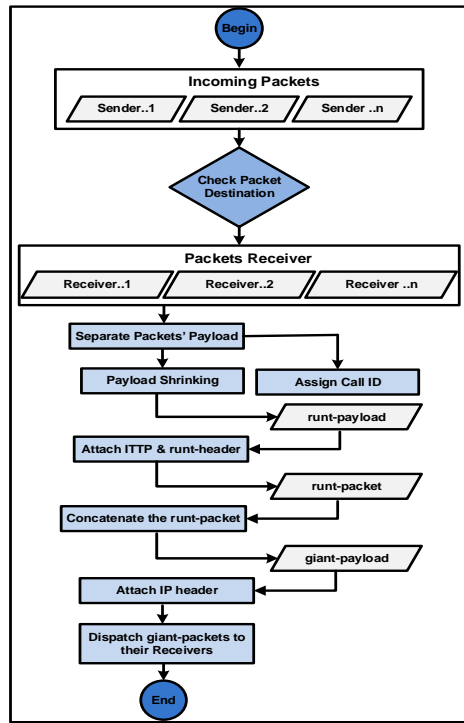 Begin
Incoming Packets
Sender..1 Sender..2 Sender ..n
Check Packet
Destination
Packets Receiver
Receiver..1 Receiver..2 Receiver ..n
Separate Packets' Payload
Payload Shrinking Assign Call ID
runt-payload
Attach ITTP & runt-header
runt-packet
Concatenate the runt-packet
giant-payload
Attach IP header
Dispatch giant-packets to
their Receivers
End